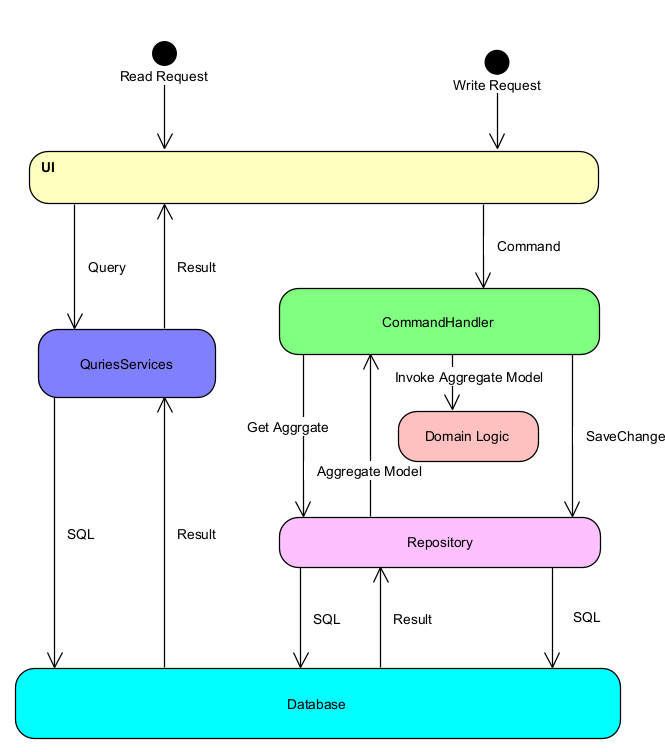 Read Request
Write Request
UI
Command
Query
Result
CommandHandler
QuriesServices
Invoke Aggregate Model
Get Aggrgate
Domain Logic
SaveChange
Aggregate Model
SQL
Result
Repository
SQL
Result
SQL
Database